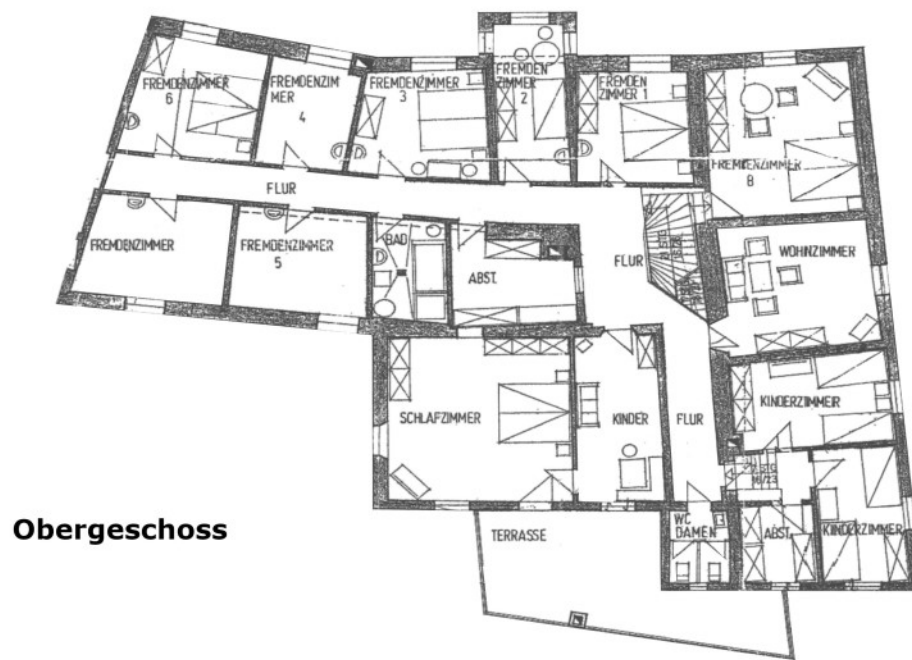 FREMDENZIMMER
6
FREMDENZIM
MER
4
FREMDENZIMMER
3
FREMDEN
ZIMMER
2
FREMDEN
ZIMMER 1
FREMDENZIMMER
8
FLUR
FREMDENZIMMER
FREMDENZIMMER
5
BAD
ABST.
FLUR
WOHNZIMMER
SCHLAFZIMMER
KINDER
FLUR
KINDERZIMMER
WC
DAMEN
ABST.
KINDERZIMMER
TERRASSE
Obergeschoss